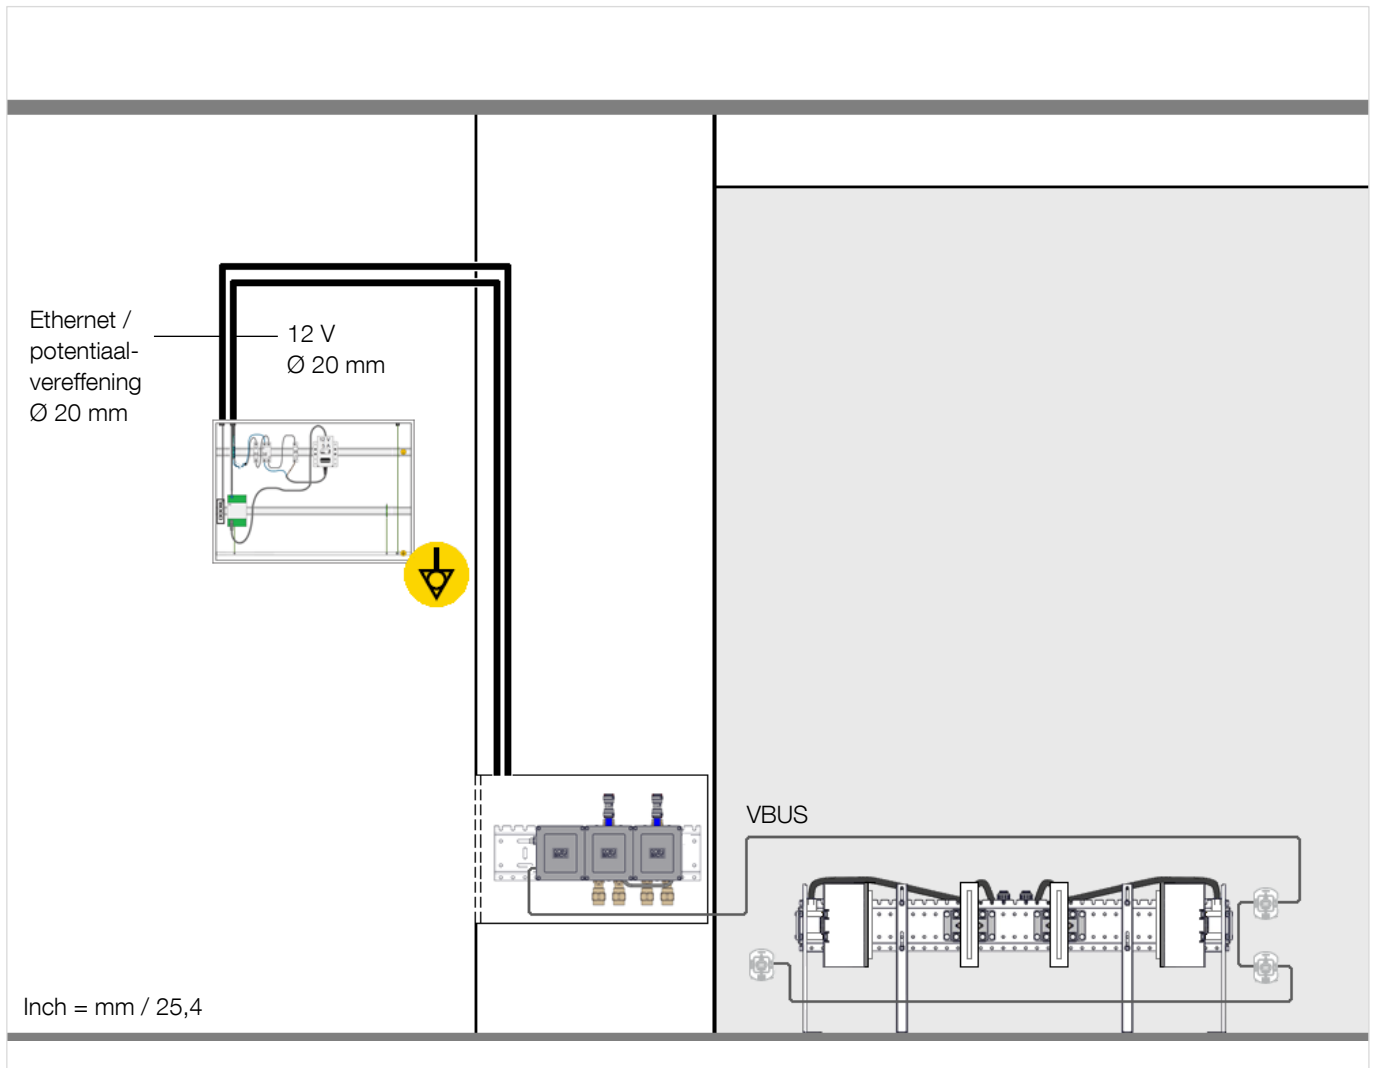 Ethernet /
potentiaal-
vereffening
Ø 20 mm
12 V
Ø 20 mm
VBUS
Inch = mm / 25,4